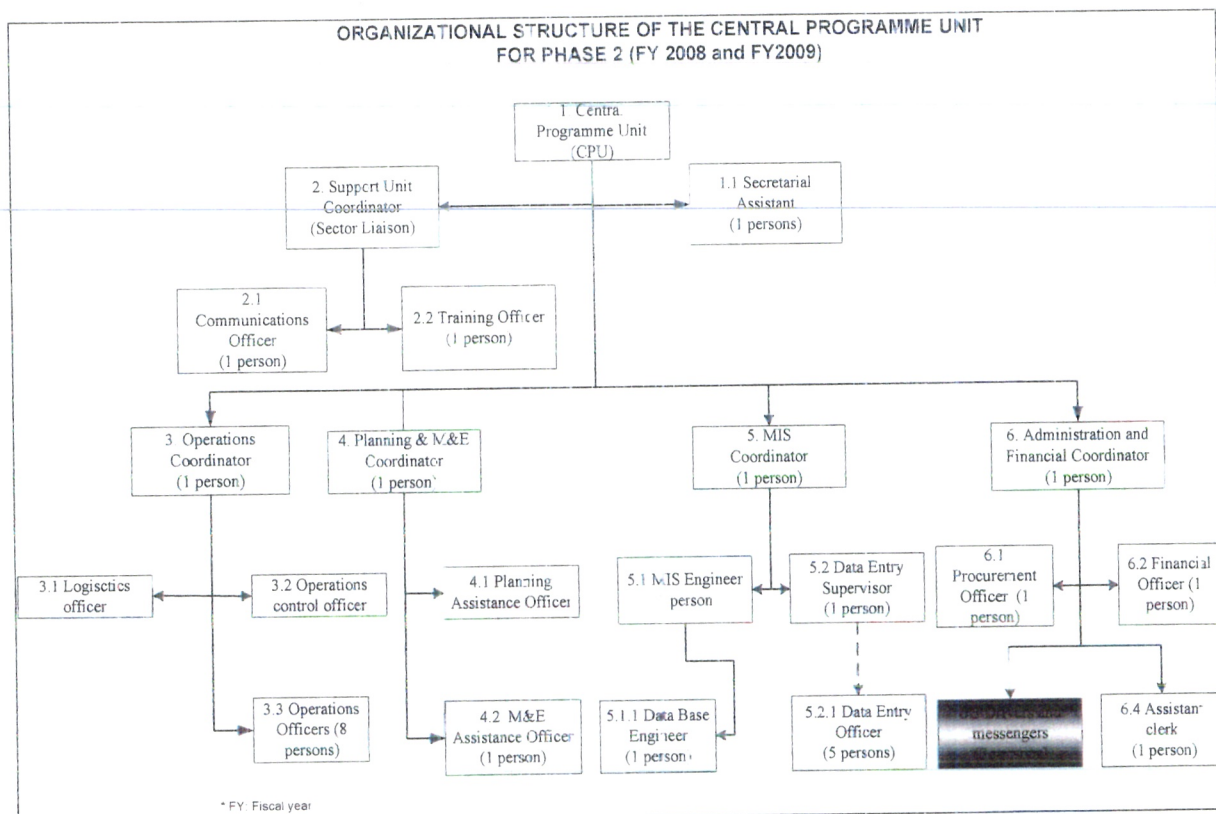 ORGANIZATIONAL STRUCTURE OF THE CENTRAL PROGRAMME UNIT
FOR PHASE 2 (FY 2008 and FY2009)
1 Centra
Programme Unit
(CPU)
2. Support Unit
Coordinator
(Sector Liaison)
1.1 Secretarial
Assistant
(1 persons)
2.1
Communications
Officer
(1 person)
2.2 Training Officer
(1 person)
3 Operations
Coordinator
(1 person)
4. Planning & M&E
Coordinator
(1 person)
5. MIS
Coordinator
(1 person)
6. Administration and
Financial Coordinator
(1 person)
3.1 Logisctics
officer
3.2 Operations
control officer
4.1 Planning
Assistance Officer
5.1 MIS Engineer
person
5.2 Data Entry
Supervisor
(1 person)
6.1
Procurement
Officer (1
person)
6.2 Financial
Officer (1
person)
3.3 Operations
Officers (8
persons)
4.2 M&E
Assistance Officer
(1 person)
5.1.1 Data Base
Engineer
(1 person)
5.2.1 Data Entry
Officer
(5 persons)
messengers
6.4 Assistant
clerk
(1 person)
* FY: Fiscal year